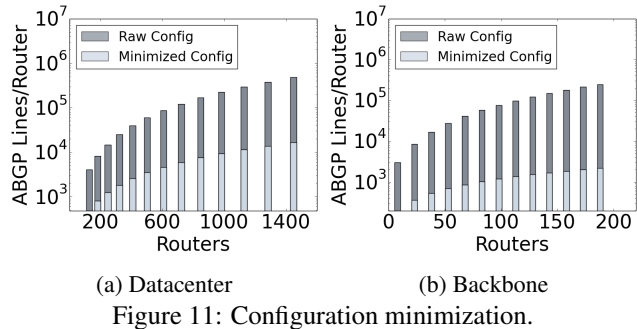 10^7
10^6
10^5
10^4
10^3
ABGP Lines/Router
Raw Config
Minimized Config
200 600 1000 1400
Routers
(a) Datacenter
10^7
10^6
10^5
10^4
10^3
ABGP Lines/Router
Raw Config
Minimized Config
0 50 100 150 200
Routers
(b) Backbone
Figure 11: Configuration minimization.